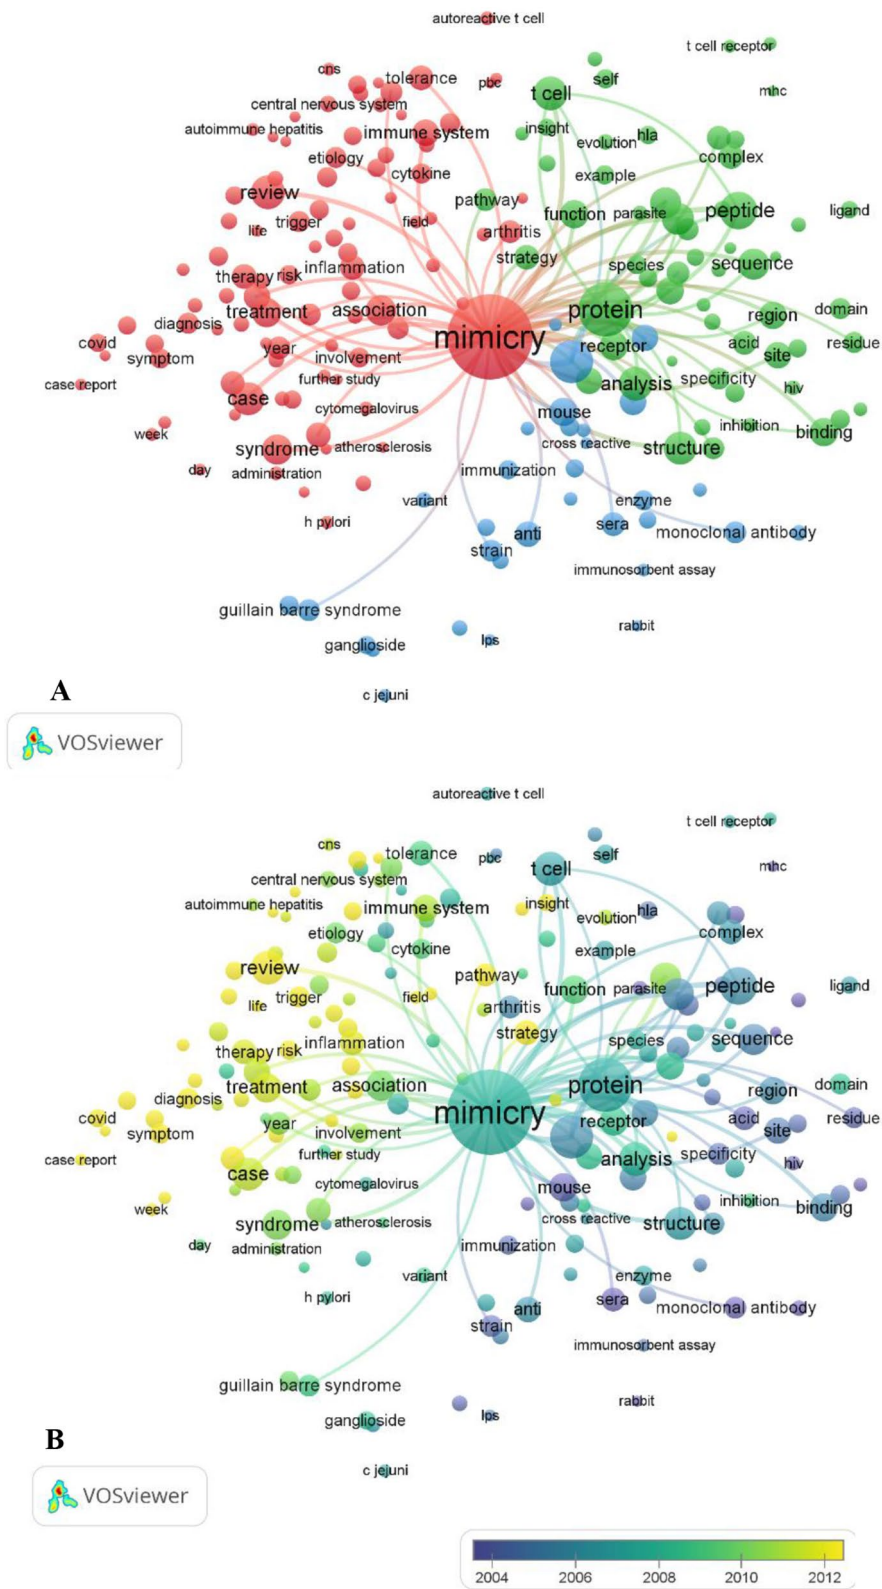 autoreactive t cell
t cell receptor
cns
tolerance
pbc
self
t cell
mhc
central nervous system
autoimmune hepatitis
immune system
insight
hla
evolution
etiology
complex
cytokine
example
review
pathway
function
parasite
peptide
ligand
life
trigger
field
arthritis
strategy
species
sequence
therapy
risk
inflammation
treatment
association
protein
region
domain
diagnosis
mimicry
covid
symptom
year
involvement
receptor
acid
site
residue
case report
further study
analysis
specificity
hiv
case
cytomegalovirus
mouse
inhibition
binding
week
syndrome
atherosclerosis
cross reactive
structure
day
administration
immunization
variant
enzyme
h pylori
sera
anti
monoclonal antibody
strain
immunosorbent assay
guillain barre syndrome
rabbit
ganglioside
lps
A
c jejuni
VOSviewer
autoreactive t cell
t cell receptor
cns
tolerance
pbc
self
t cell
mhc
central nervous system
autoimmune hepatitis
immune system
insight
hla
evolution
etiology
complex
cytokine
example
review
pathway
function
parasite
peptide
ligand
life
trigger
field
arthritis
strategy
species
sequence
therapy
risk
inflammation
treatment
association
protein
region
domain
diagnosis
mimicry
covid
symptom
year
involvement
receptor
acid
site
residue
case report
further study
analysis
specificity
hiv
case
cytomegalovirus
mouse
inhibition
binding
week
syndrome
atherosclerosis
cross reactive
structure
day
administration
immunization
variant
enzyme
h pylori
sera
anti
monoclonal antibody
strain
immunosorbent assay
guillain barre syndrome
rabbit
ganglioside
lps
B
c jejuni
VOSviewer
2004 2006 2008 2010 2012